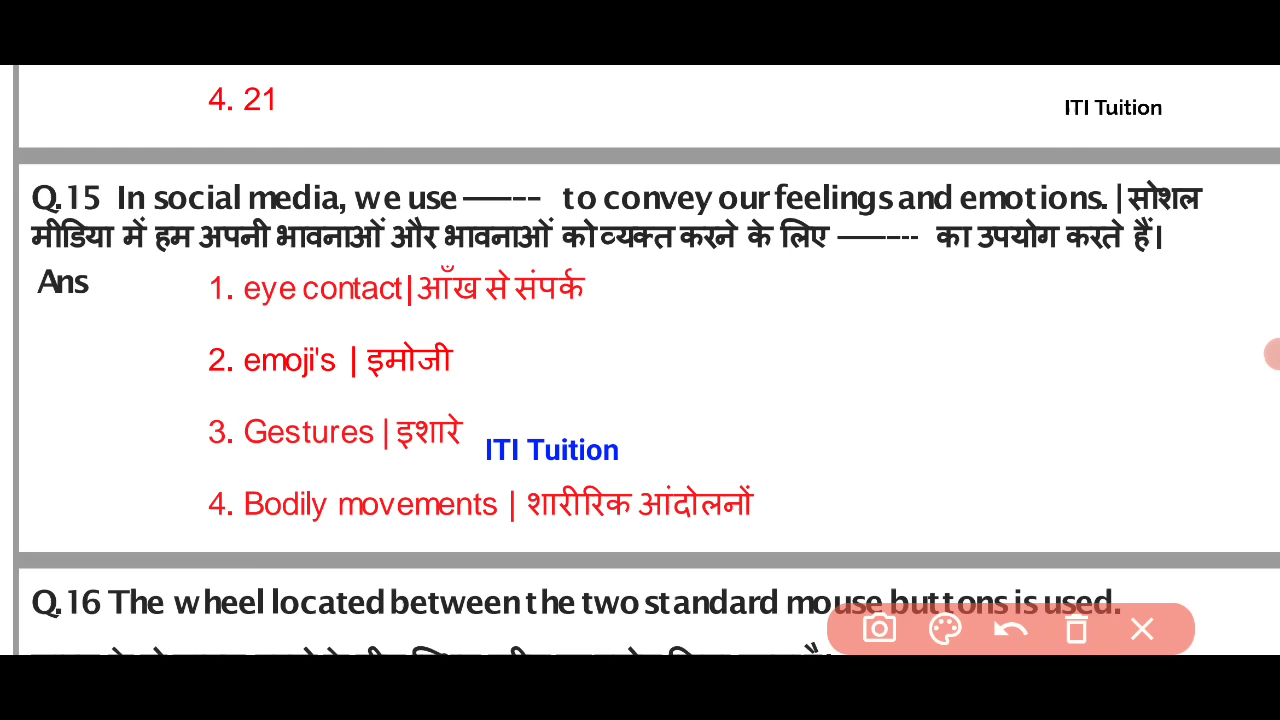 4. 21
ITI Tuition
Q.15 In social media, we use ------ to convey our feelings and emotions. | सोशल
मीडिया में हम अपनी भावनाओं और भावनाओं को व्यक्त करने के लिए ------- का उपयोग करते हैं।
Ans
1. eye contact | आँख से संपर्क
2. emoji's | इमोजी
3. Gestures | इशारे
ITI Tuition
4. Bodily movements | शारीरिक आंदोलनों
Q.16 The wheel located between the two standard mouse buttons is used.